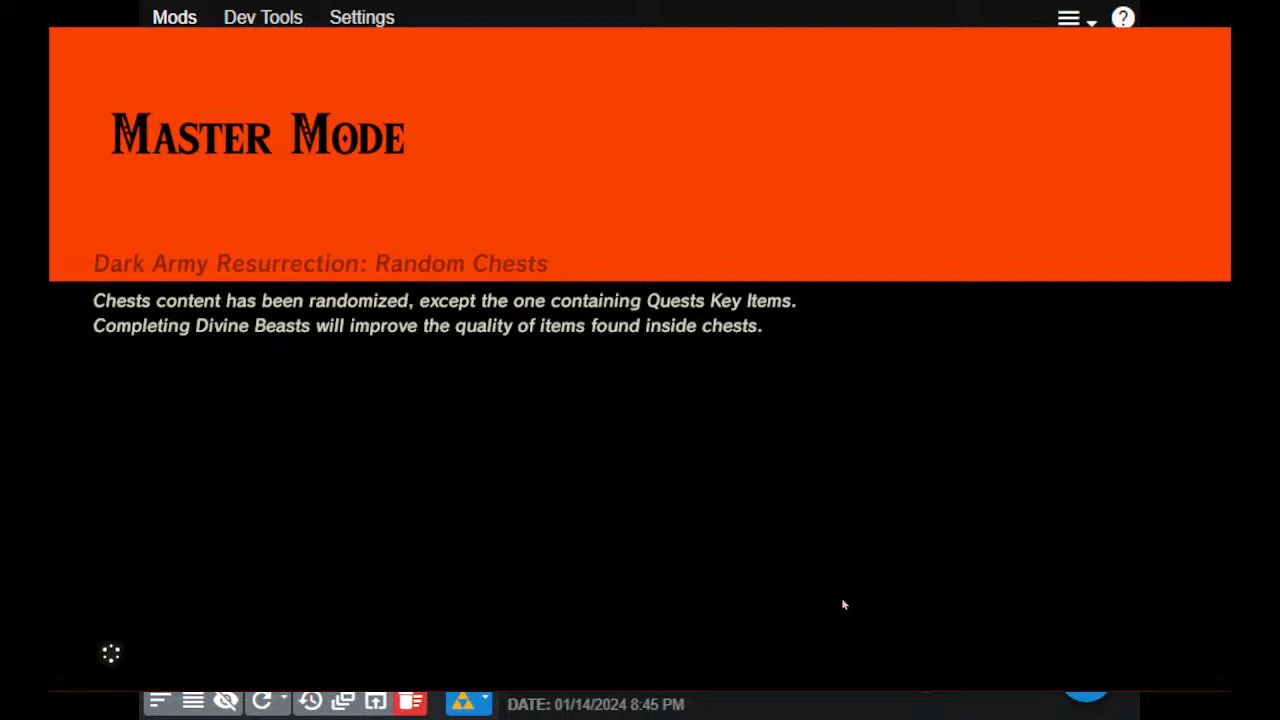 Mods Dev Tools Settings
Master Mode
Dark Army Resurrection: Random Chests
Chests content has been randomized, except the one containing Quests Key Items.
Completing Divine Beasts will improve the quality of items found inside chests.
DATE: 01/14/2024 8:45 PM